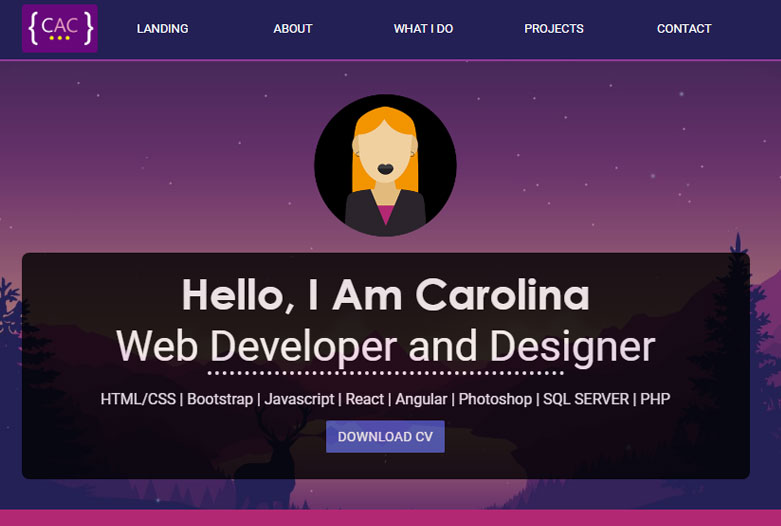 { CAC }
LANDING ABOUT WHAT I DO PROJECTS CONTACT
Hello, I Am Carolina
Web Developer and Designer
HTML/CSS | Bootstrap | Javascript | React | Angular | Photoshop | SQL SERVER | PHP
DOWNLOAD CV